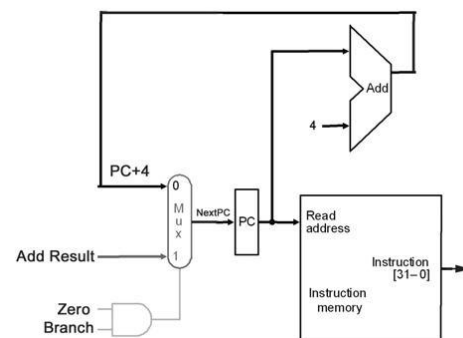 Add
4
PC+4
0
Mux
NextPC
PC
Read
address
Add Result
1
Instruction
[31–0]
Instruction
memory
Zero
Branch